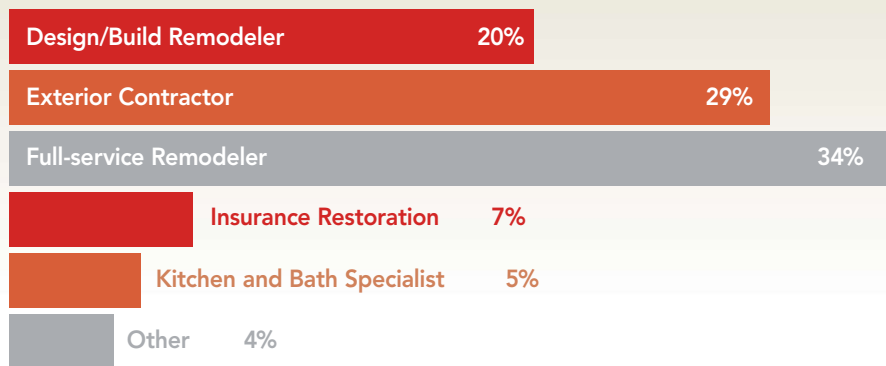 Design/Build Remodeler 20%
Exterior Contractor 29%
Full-service Remodeler 34%
Insurance Restoration 7%
Kitchen and Bath Specialist 5%
Other 4%